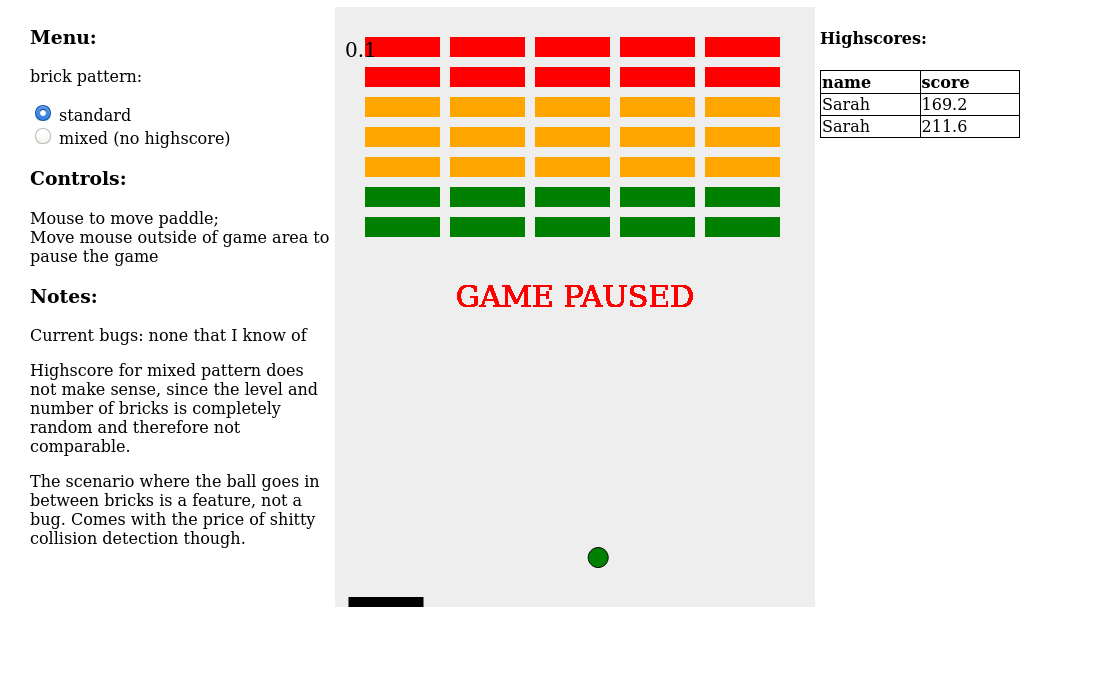 Menu:
brick pattern:
standard
mixed (no highscore)
Controls:
Mouse to move paddle;
Move mouse outside of game area to
pause the game
Notes:
Current bugs: none that I know of
Highscore for mixed pattern does
not make sense, since the level and
number of bricks is completely
random and therefore not
comparable.
The scenario where the ball goes in
between bricks is a feature, not a
bug. Comes with the price of shitty
collision detection though.
0.1
GAME PAUSED
Highscores:
name score
Sarah 169.2
Sarah 211.6